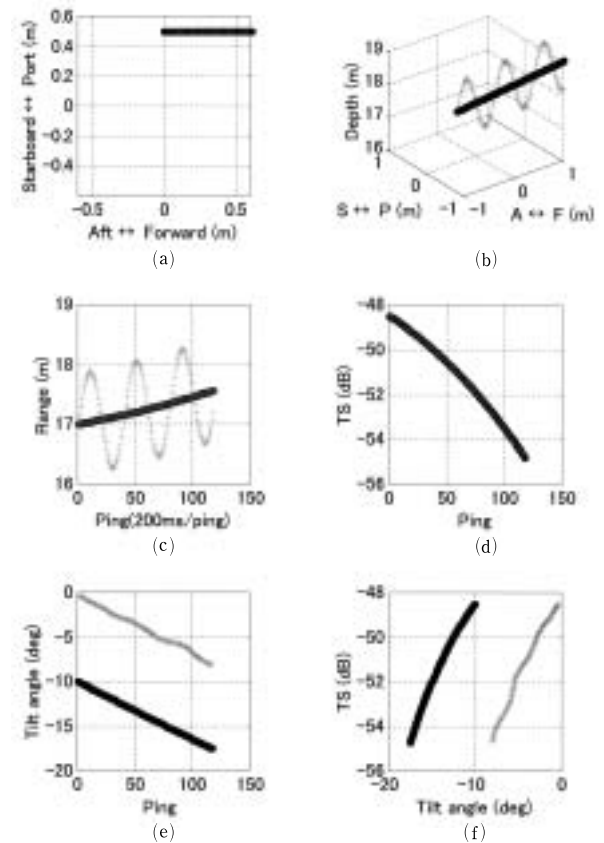 0.6
0.4
0.2
0
-0.2
-0.4
-0.5 0 0.5
Starboard ↔ Port (m)
Aft ↔ Forward (m)
(a)
19
18
17
16
Depth (m)
1
0
-1
-1
0
1
S ↔ P (m)
A ↔ F (m)
(b)
19
18
17
16
0 50 100 150
Range (m)
Ping(200ms/ping)
(c)
-48
-50
-52
-54
-56
0 50 100 150
TS (dB)
Ping
(d)
0
-5
-10
-15
-20
0 50 100 150
Tilt angle (deg)
Ping
(e)
-48
-50
-52
-54
-56
-20 -10 0
TS (dB)
Tilt angle (deg)
(f)